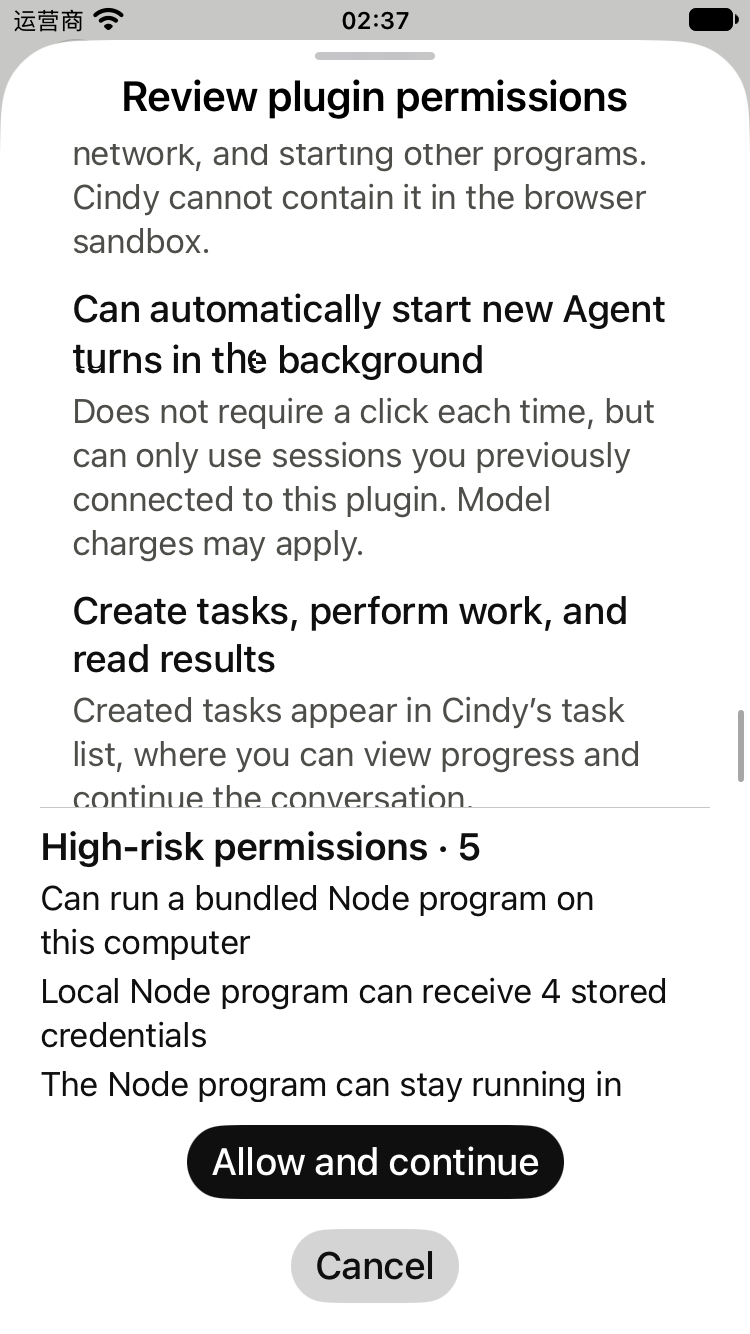 运营商
02:37
Review plugin permissions
network, and starting other programs.
Cindy cannot contain it in the browser
sandbox.
Can automatically start new Agent
turns in the background
Does not require a click each time, but
can only use sessions you previously
connected to this plugin. Model
charges may apply.
Create tasks, perform work, and
read results
Created tasks appear in Cindy’s task
list, where you can view progress and
continue the conversation.
High-risk permissions · 5
Can run a bundled Node program on
this computer
Local Node program can receive 4 stored
credentials
The Node program can stay running in
Allow and continue
Cancel